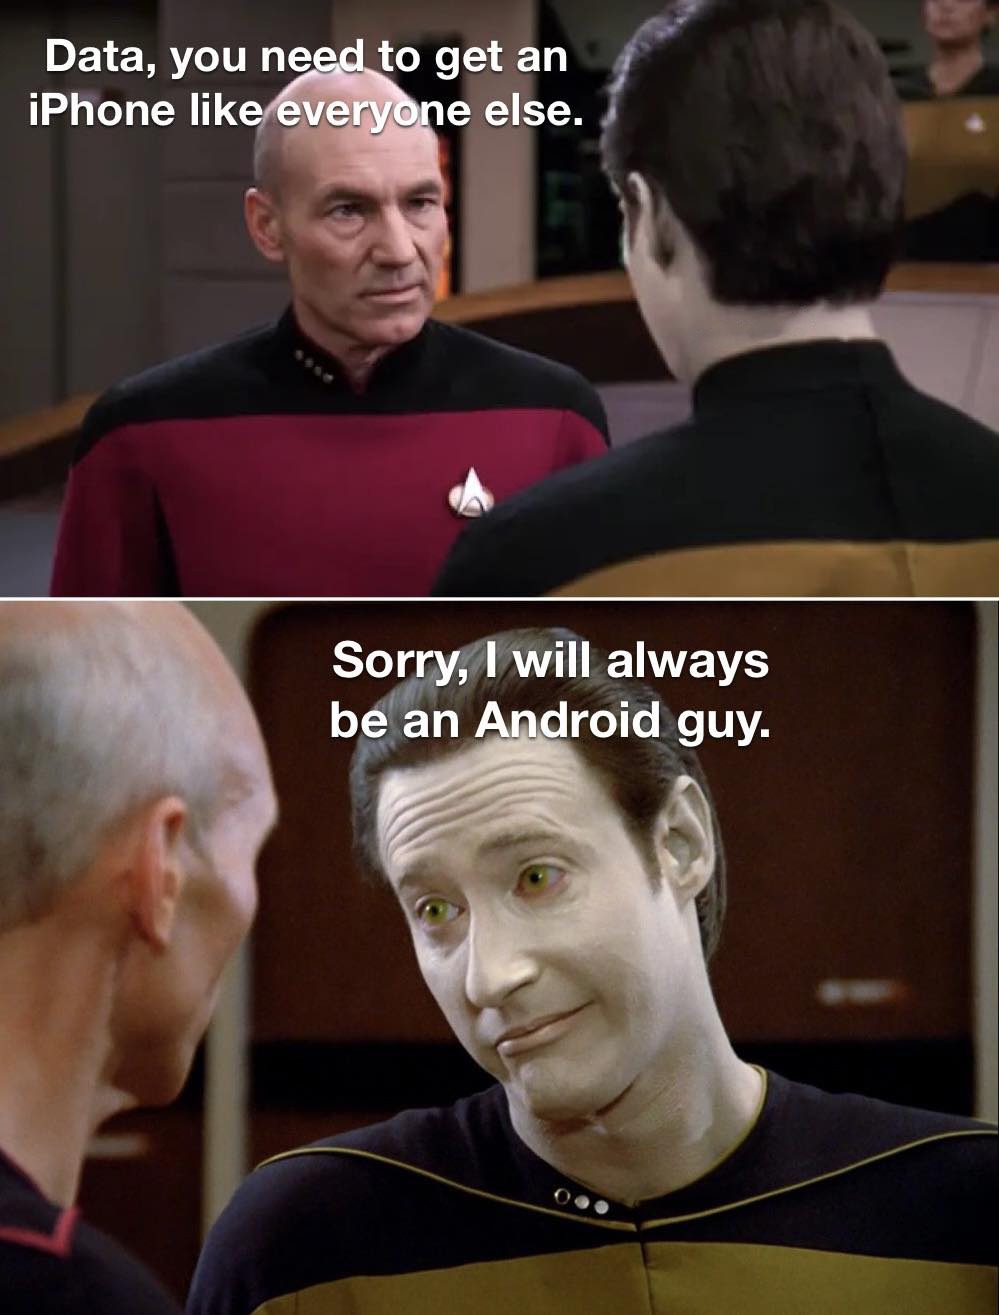 Data, you need to get an
iPhone like everyone else.
Sorry, I will always
be an Android guy.